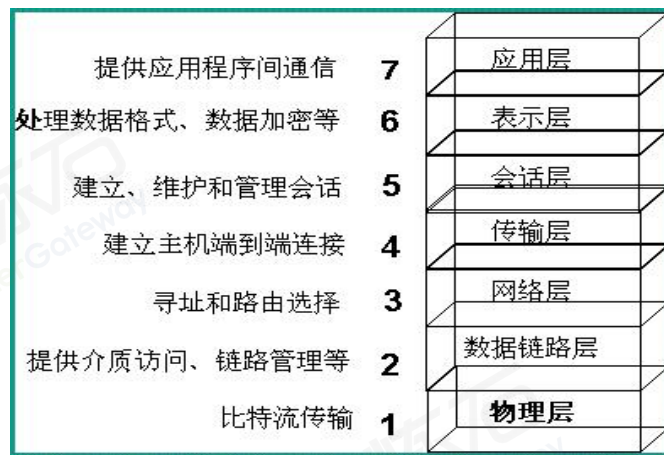 提供应用程序间通信 7 应用层
处理数据格式、数据加密等 6 表示层
建立、维护和管理会话 5 会话层
建立主机端到端连接 4 传输层
寻址和路由选择 3 网络层
提供介质访问、链路管理等 2 数据链路层
比特流传输 1 物理层